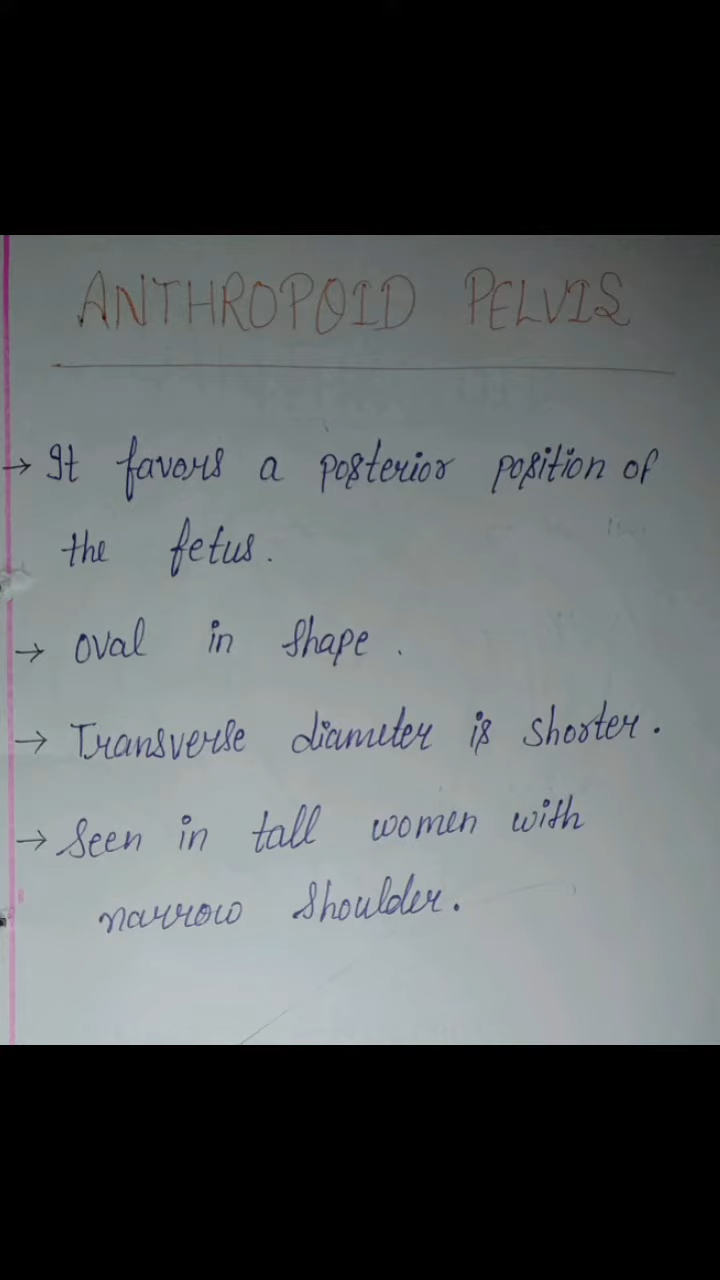 ANTHROPOID PELVIS
→ It favors a posterior position of
the fetus.
→ oval in shape.
→ Transverse diameter is shorter.
→ Seen in tall women with
narrow shoulder.